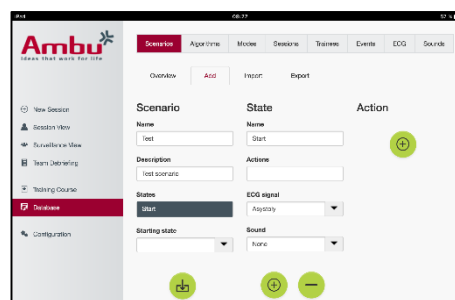 iPad 08:27 57 %
Ambu
Ideas that work for life
Scenarios Algorithms Modes Sessions Trainees Events ECG Sounds
Overview Add Import Export
New Session
Session View
Surveillance View
Team Debriefing
Training Course
Database
Configuration
Scenario State Action
Name Name
Test Start
Description Actions
Test scenario
States ECG signal
Start Asystoly
Starting state Sound
None